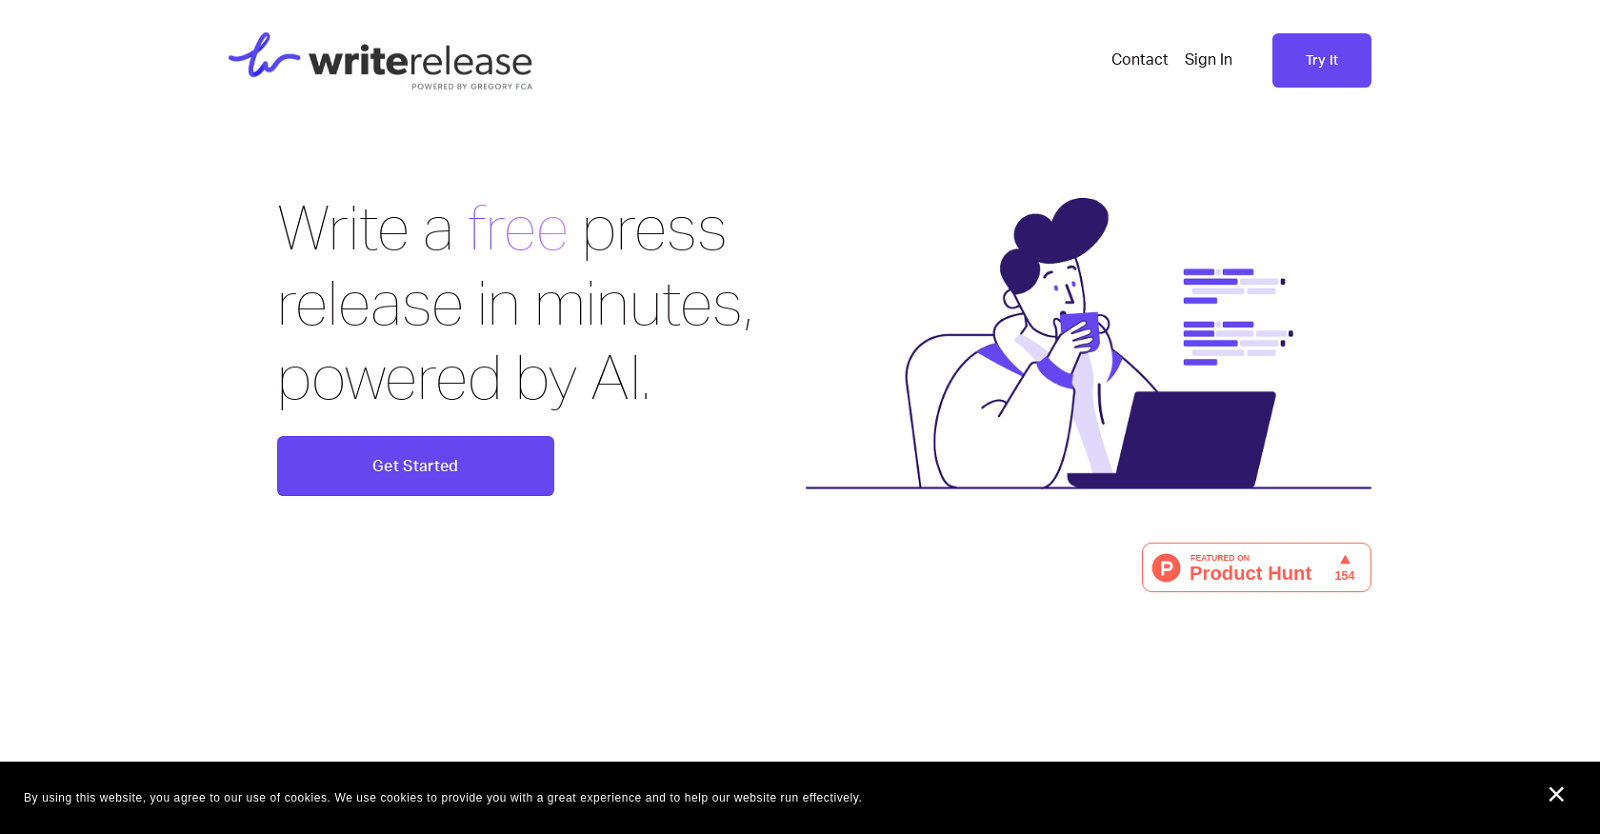 writerelease
POWERED BY GREGORY FCA
Contact
Sign In
Try It
Write a free press
release in minutes,
powered by AI.
Get Started
P
FEATURED ON
Product Hunt
154
By using this website, you agree to our use of cookies. We use cookies to provide you with a great experience and to help our website run effectively.